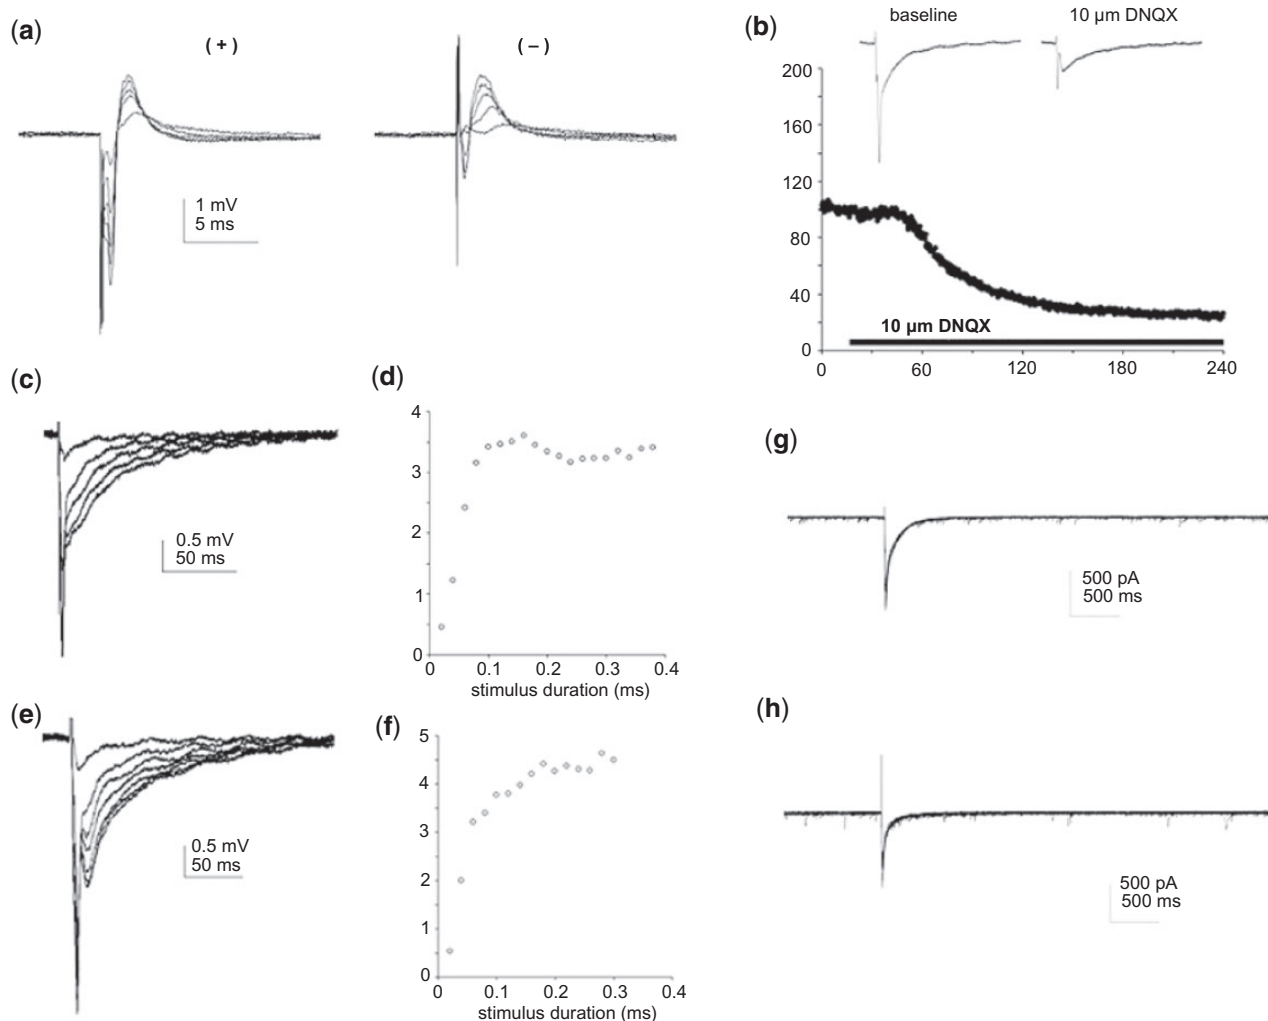 (a)
(+)
(–)
1 mV
5 ms
(b)
baseline
10 µm DNQX
200
160
120
80
40
0
10 µm DNQX
0
60
120
180
240
(c)
0.5 mV
50 ms
(d)
4
3
2
1
0
0
0.1
0.2
0.3
0.4
stimulus duration (ms)
(e)
0.5 mV
50 ms
(f)
5
4
3
2
1
0
0
0.1
0.2
0.3
0.4
stimulus duration (ms)
(g)
500 pA
500 ms
(h)
500 pA
500 ms